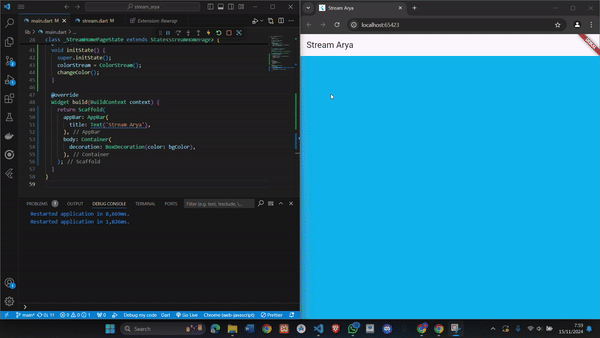 stream_arya
main.dart
stream.dart
Extension: Rewrap
lib > main.dart > ...
20 class _StreamHomePageState extends State<StreamHomePage> {
41 void initState() {
42 super.initState();
43 colorStream = ColorStream();
44 changeColor();
45 }
46
47 @override
48 Widget build(BuildContext context) {
49 return Scaffold(
50 appBar: AppBar(
51 title: Text('Stream Arya'),
52 ), // AppBar
53 body: Container(
54 decoration: BoxDecoration(color: bgColor),
55 ), // Container
56 ); // Scaffold
57 }
58 }
59
PROBLEMS
DEBUG CONSOLE
TERMINAL
PORTS
Filter (e.g. text, !exclude, \...
Restarted application in 8,869ms.
Restarted application in 1,826ms.
>
main*
Debug my code
Dart
Go Live
Chrome (web-javascript)
Prettier
Stream Arya
localhost:65423
Stream Arya
DEBUG
Search
7:59
15/11/2024